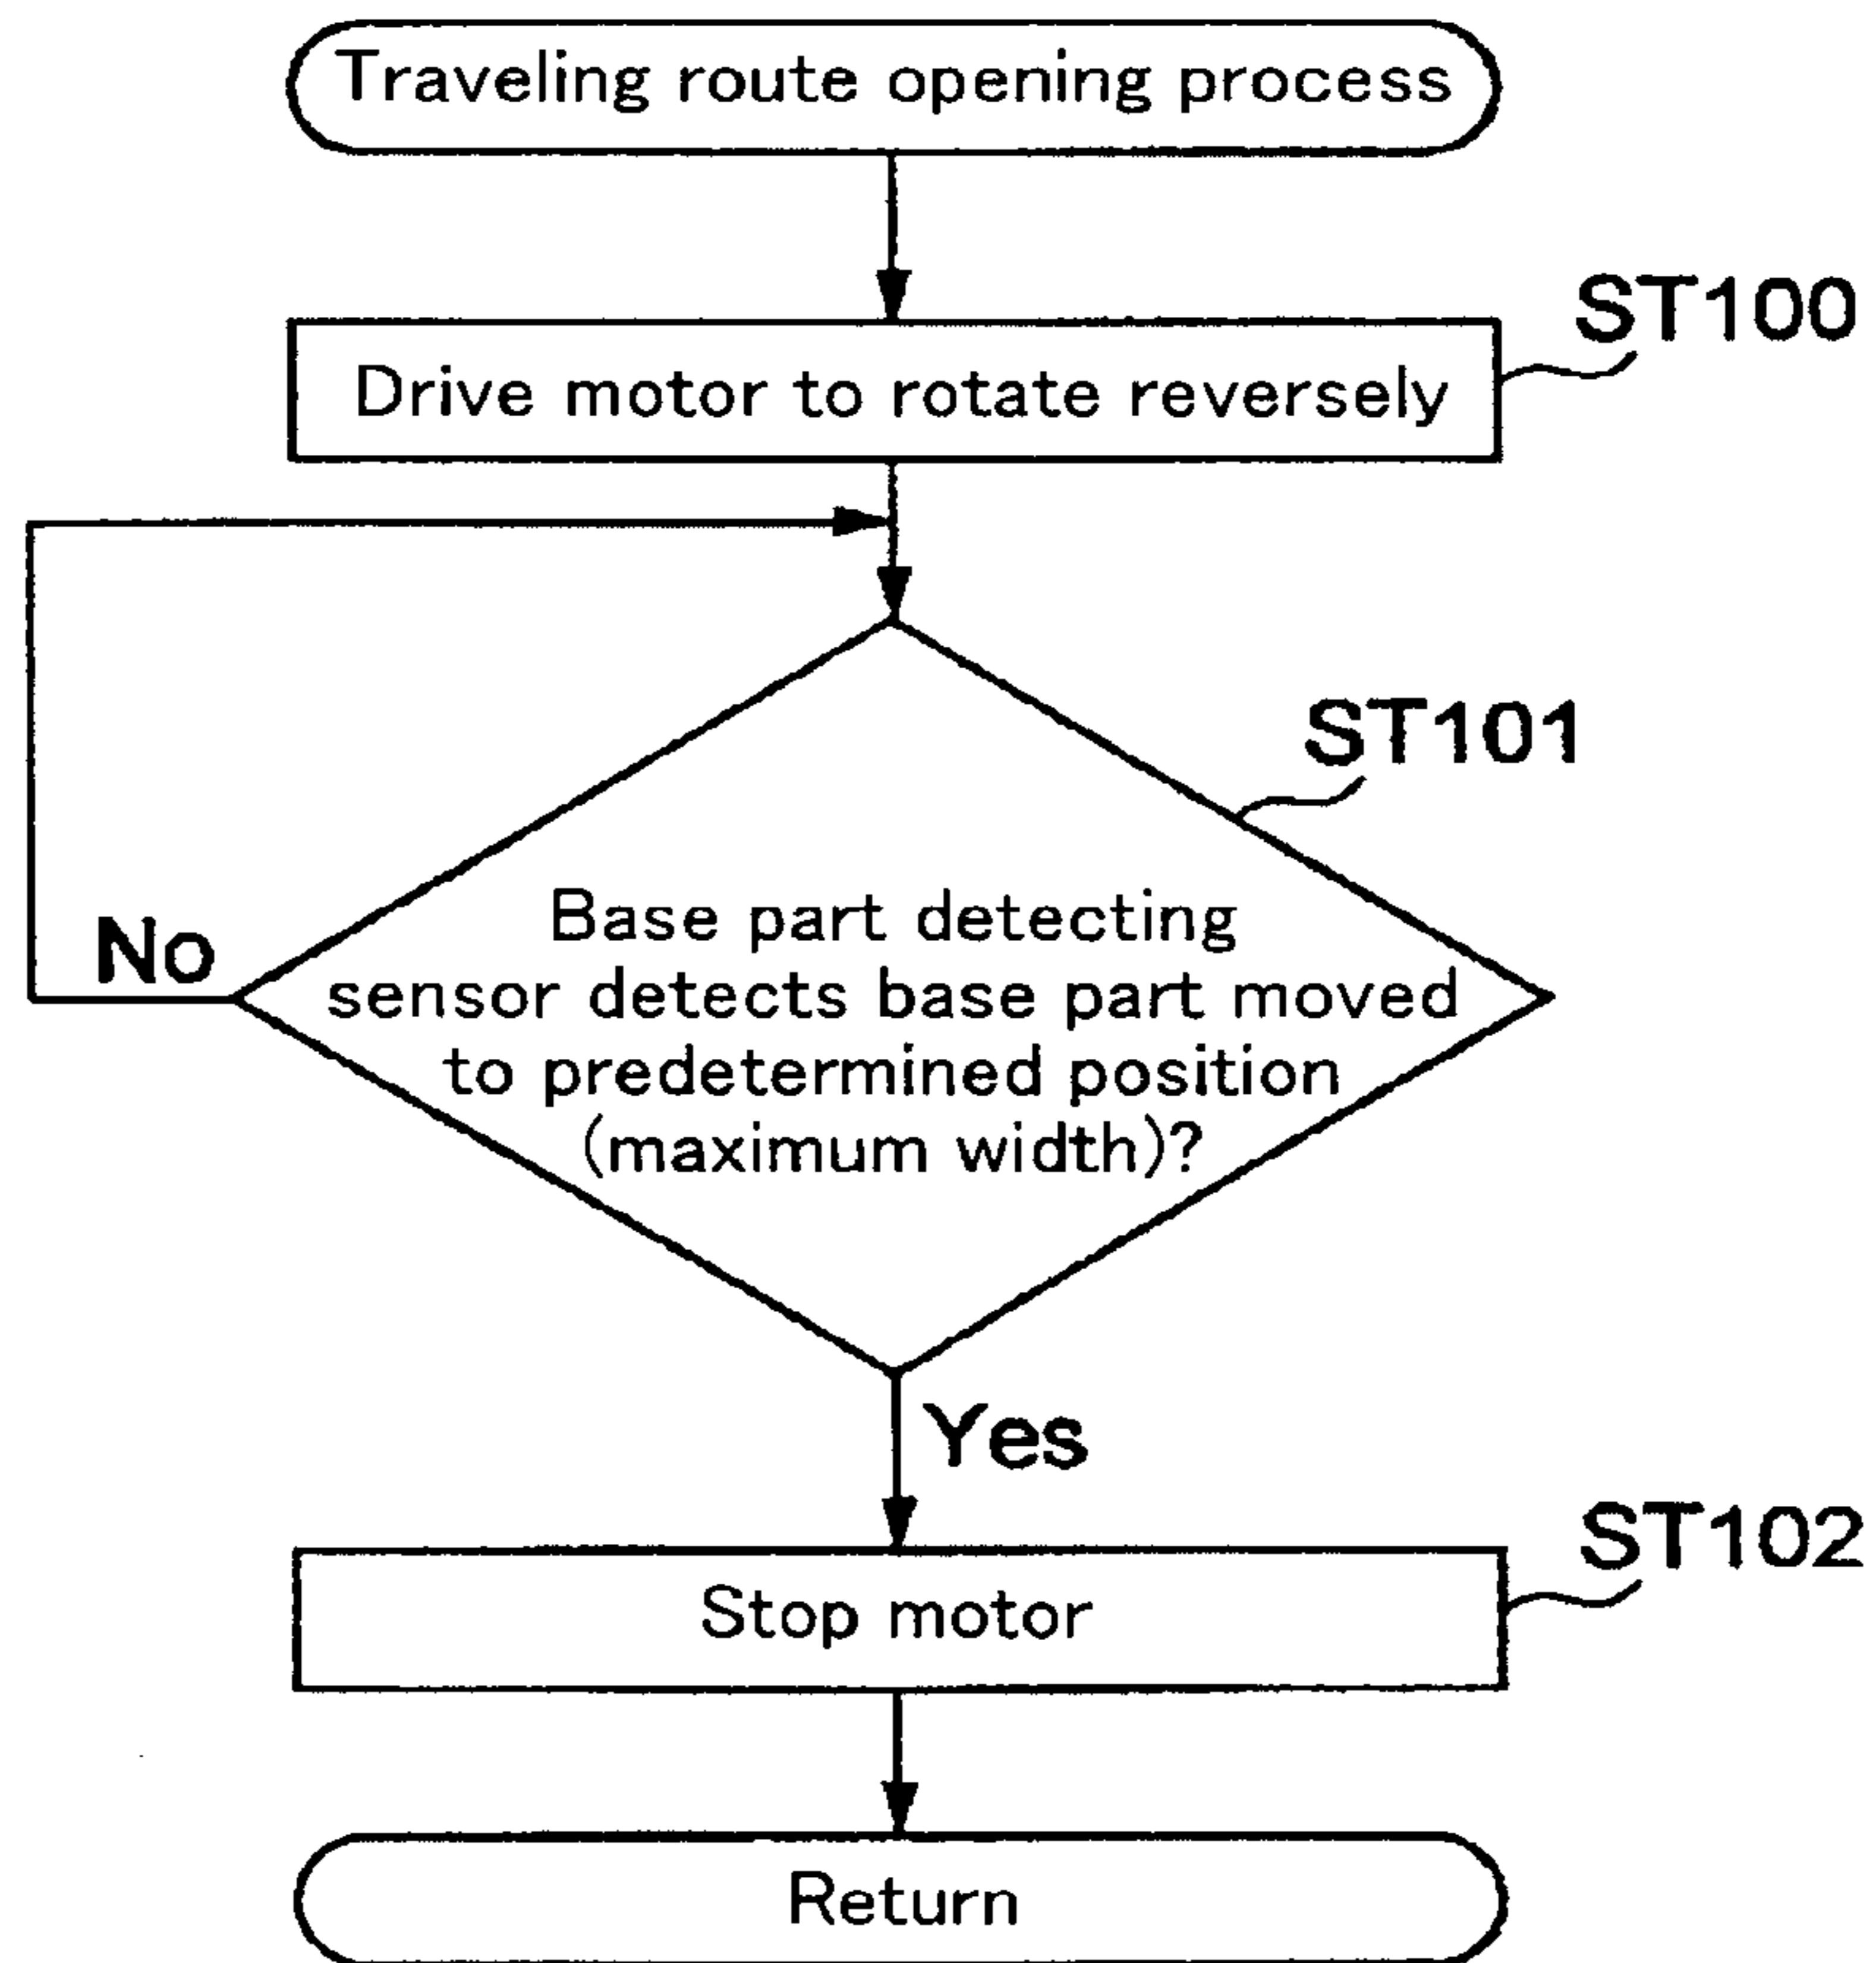 Traveling route opening process
ST100
Drive motor to rotate reversely
ST101
Base part detecting
sensor detects base part moved
to predetermined position
(maximum width)?
No
Yes
ST102
Stop motor
Return